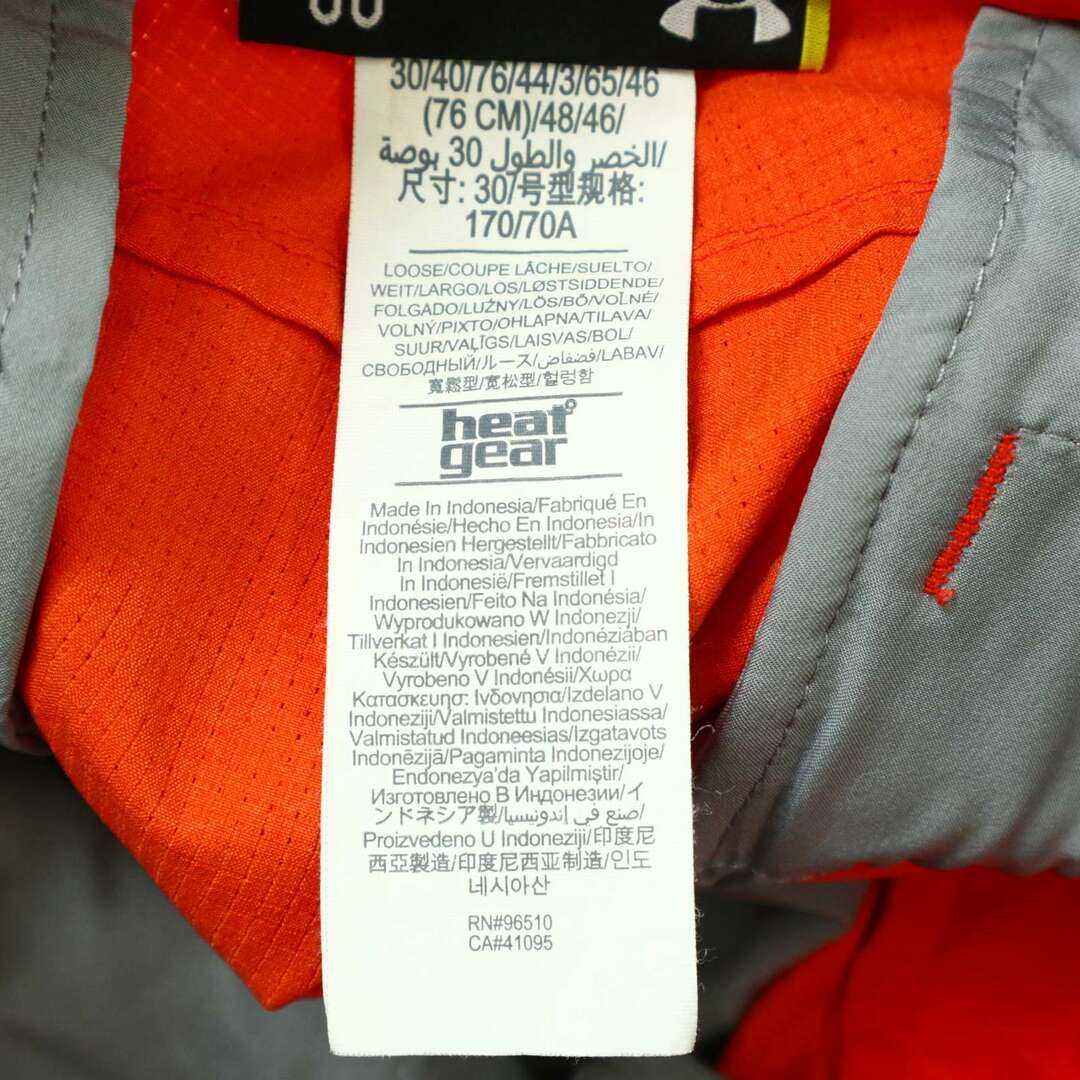 30/40/76/44/3/65/46
(76 CM)/48/46/
الخصر والطول 30 بوصة/
尺寸: 30/号型规格:
170/70A
LOOSE/COUPE LÂCHE/SUELTO/
WEIT/LARGO/LOS/LØSTSIDDENDE/
FOLGADO/LUŹNY/LÖS/BŐ/VOĽNÉ/
VOLNÝ/ΡΙΧΤΟ/OHLAPNA/TILAVA/
SUUR/VAĻĪGS/LAISVAS/BOL/
СВОБОДНЫЙ/ルース/فضفاض/LABAV/
寬鬆型/宽松型/헐렁함
heat
gear
Made In Indonesia/Fabriqué En
Indonésie/Hecho En Indonesia/In
Indonesien Hergestellt/Fabbricato
In Indonesia/Vervaardigd
In Indonesië/Fremstillet I
Indonesien/Feito Na Indonésia/
Wyprodukowano W Indonezji/
Tillverkat I Indonesien/Indonéziában
Készült/Vyrobené V Indonézii/
Vyrobeno V Indonésii/Χωρα
Κατασκευησ: Ινδονησια/Izdelano V
Indoneziji/Valmistettu Indonesiassa/
Valmistatud Indoneesias/Izgatavots
Indonēzijā/Pagaminta Indonezijoje/
Endonezya'da Yapilmiştir/
Изготовлено В Индонезии/イ
ンドネシア製/صنع في إندونيسيا/
Proizvedeno U Indoneziji/印度尼
西亞製造/印度尼西亚制造/인도
네시아산
RN#96510
CA#41095